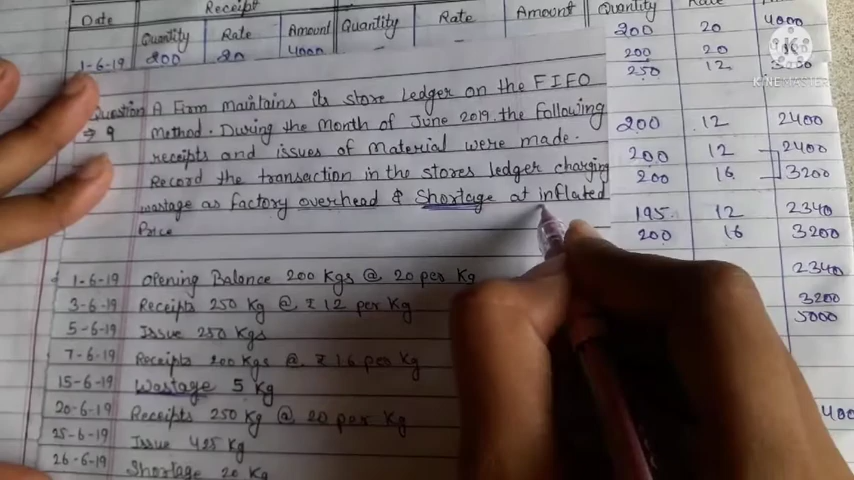 Receipt
Date Quantity Rate Amount Quantity Rate Amount Quantity Rate
1-6-19 200 20 4000 - - 200 20 4000
200 20
250 12
KINEMASTER
Question A Firm maintains its store Ledger on the FIFO
→ 9 Method. During the month of June 2019. the following 200 12 2400
receipts and issues of Material were made. 200 12 2400
Record the transaction in the stores ledger charging 200 16 3200
wastage as factory overhead & Shortage at inflated 195 12 2340
Price 200 16 3200
2340
1-6-19 Opening Balance 200 Kgs @ 20 per Kg 3200
3-6-19 Receipts 250 Kg @ ₹ 12 per Kg 5000
5-6-19 Issue 250 Kgs
7-6-19 Receipts 200 Kgs @ ₹ 16 per Kg
15-6-19 Wastage 5 Kg
20-6-19 Receipts 250 Kg @ 20 per Kg
25-6-19 Issue 425 Kg
26-6-19 Shortage 20 Kg